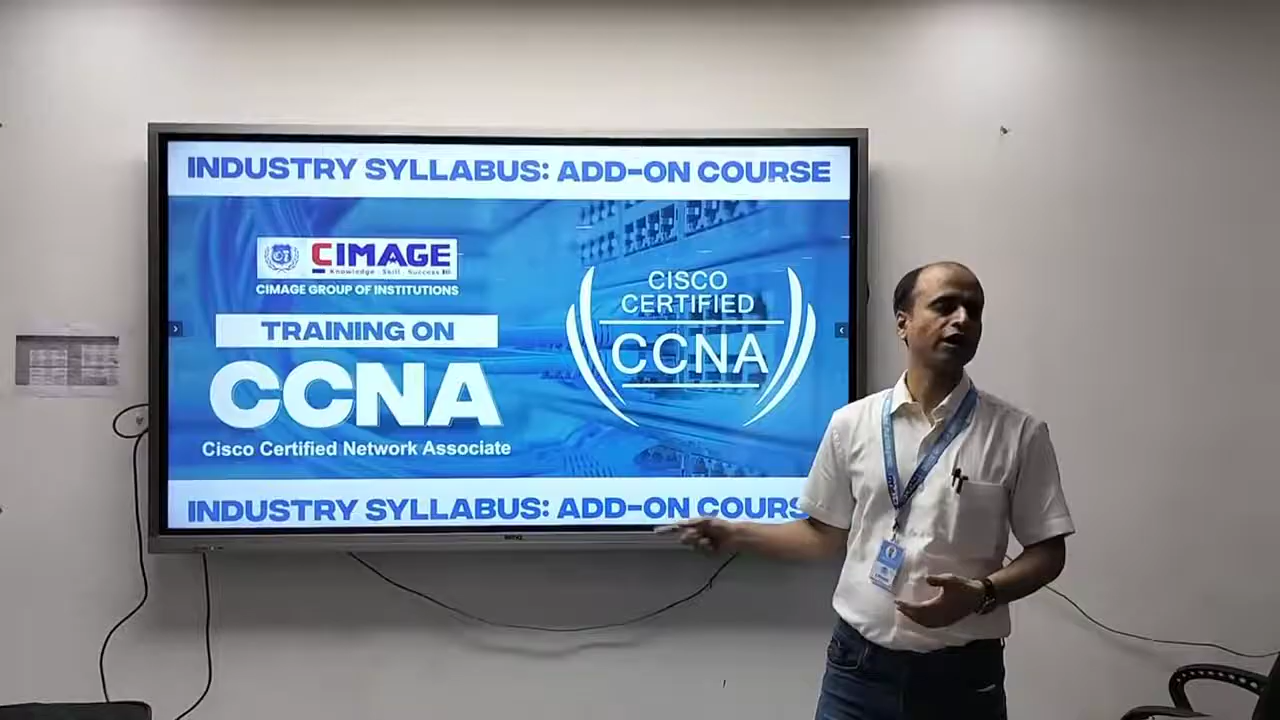 INDUSTRY SYLLABUS: ADD-ON COURSE
CIMAGE
Knowledge . Skill . Success
CIMAGE GROUP OF INSTITUTIONS
TRAINING ON
CCNA
Cisco Certified Network Associate
CISCO
CERTIFIED
CCNA
INDUSTRY SYLLABUS: ADD-ON COURS
BENQ